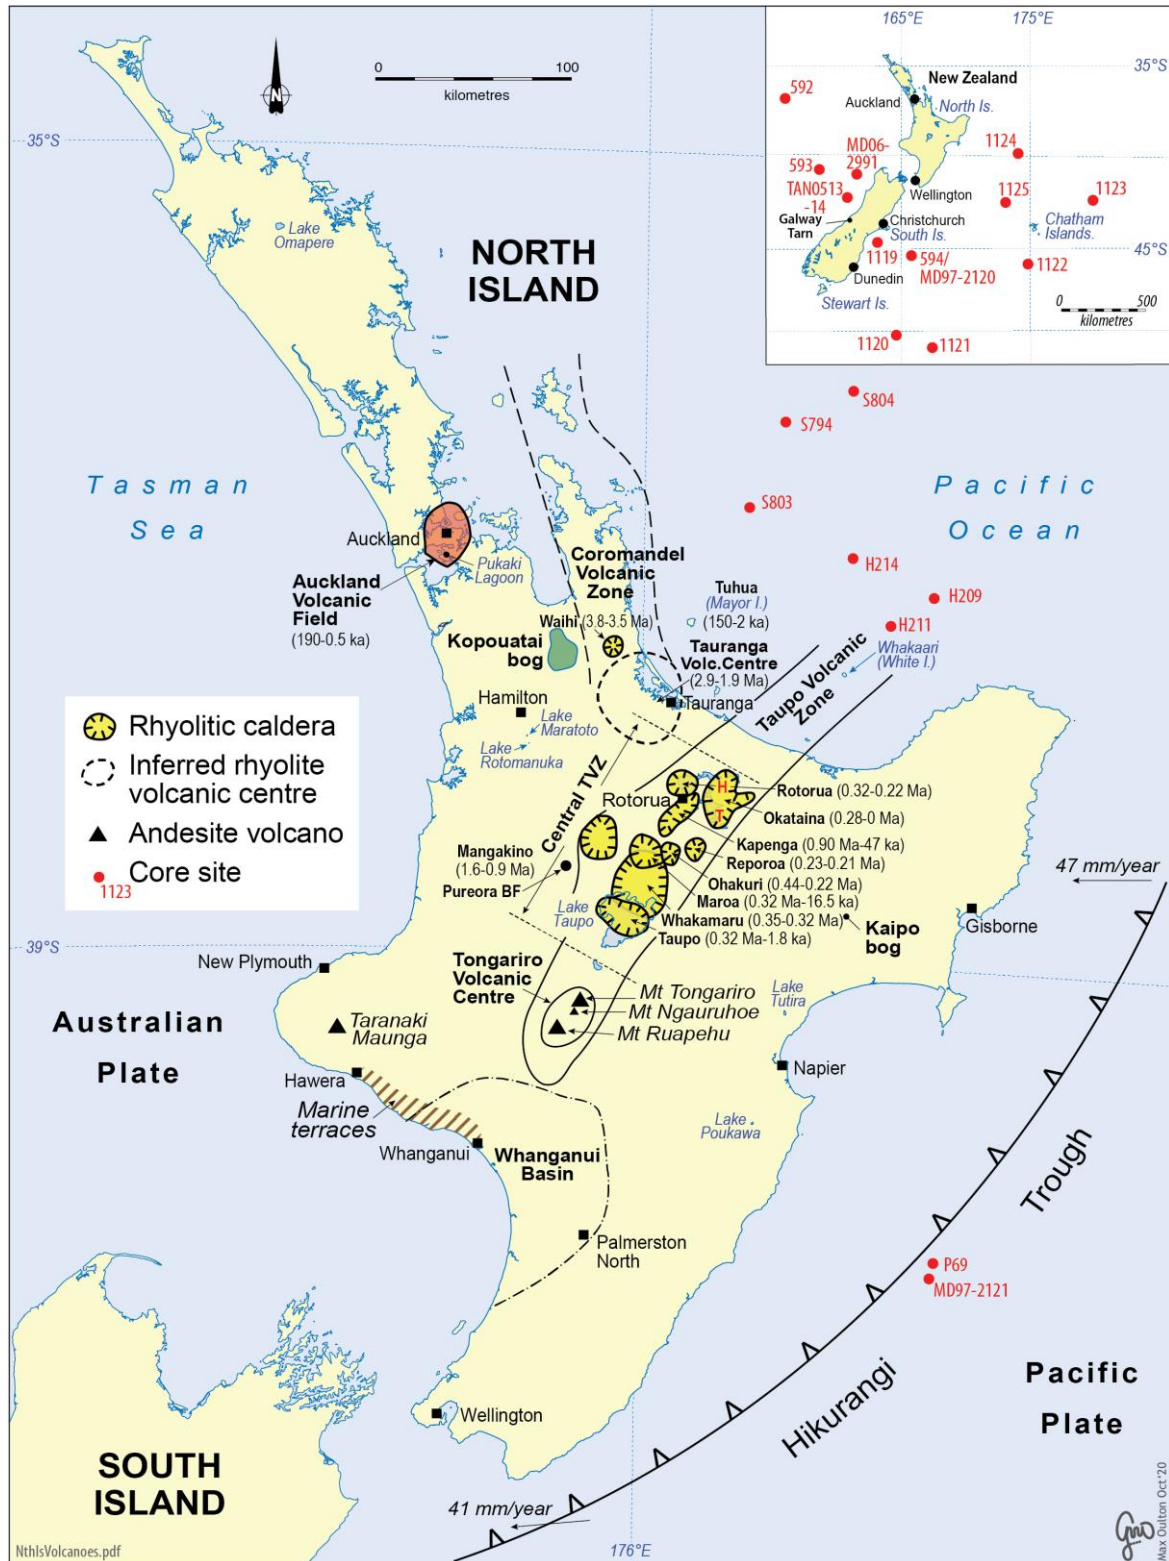 165°E
175°E
35°S
592
New Zealand
Auckland
North Is.
MD06-
2991
593
1124
TAN0513
-14
Wellington
1125
1123
Galway
Tarn
Christchurch
South Is.
Chatham
Islands.
45°S
1119
594/
MD97-2120
1122
Dunedin
Stewart Is.
0
500
kilometres
1120
1121
0
100
kilometres
N
35°S
Lake
Omapere
NORTH
ISLAND
S804
S794
Tasman
Sea
Pacific
Ocean
S803
Auckland
Pukaki
Lagoon
Auckland
Volcanic
Field
(190-0.5 ka)
Coromandel
Volcanic
Zone
H214
Tuhua
(Mayor I.)
(150-2 ka)
H209
H211
Waihi (3.8-3.5 Ma)
Kopouatai
bog
Whakaari
(White I.)
Tauranga
Volc.Centre
(2.9-1.9 Ma)
Taupo Volcanic
Zone
Tauranga
Hamilton
Lake
Maratoto
Lake
Rotomanuka
Rhyolitic caldera
Inferred rhyolite
volcanic centre
Andesite volcano
Core site
1123
Central TVZ
Rotorua
H
T
Rotorua (0.32-0.22 Ma)
Okataina (0.28-0 Ma)
Kapenga (0.90 Ma-47 ka)
Reporoa (0.23-0.21 Ma)
Ohakuri (0.44-0.22 Ma)
Maroa (0.32 Ma-16.5 ka)
Whakamaru (0.35-0.32 Ma)
Taupo (0.32 Ma-1.8 ka)
Mangakino
(1.6-0.9 Ma)
Pureora BF
Lake
Taupo
47 mm/year
Kaipo
bog
Gisborne
39°S
New Plymouth
Tongariro
Volcanic
Centre
Mt Tongariro
Mt Ngauruhoe
Mt Ruapehu
Lake
Tutira
Australian
Plate
Taranaki
Maunga
Hawera
Napier
Marine
terraces
Lake
Poukawa
Whanganui
Whanganui
Basin
Palmerston
North
Hikurangi
Trough
P69
MD97-2121
Pacific
Plate
Wellington
SOUTH
ISLAND
41 mm/year
176°E
NthIsVolcanoes.pdf
Max Oulton Oct '20